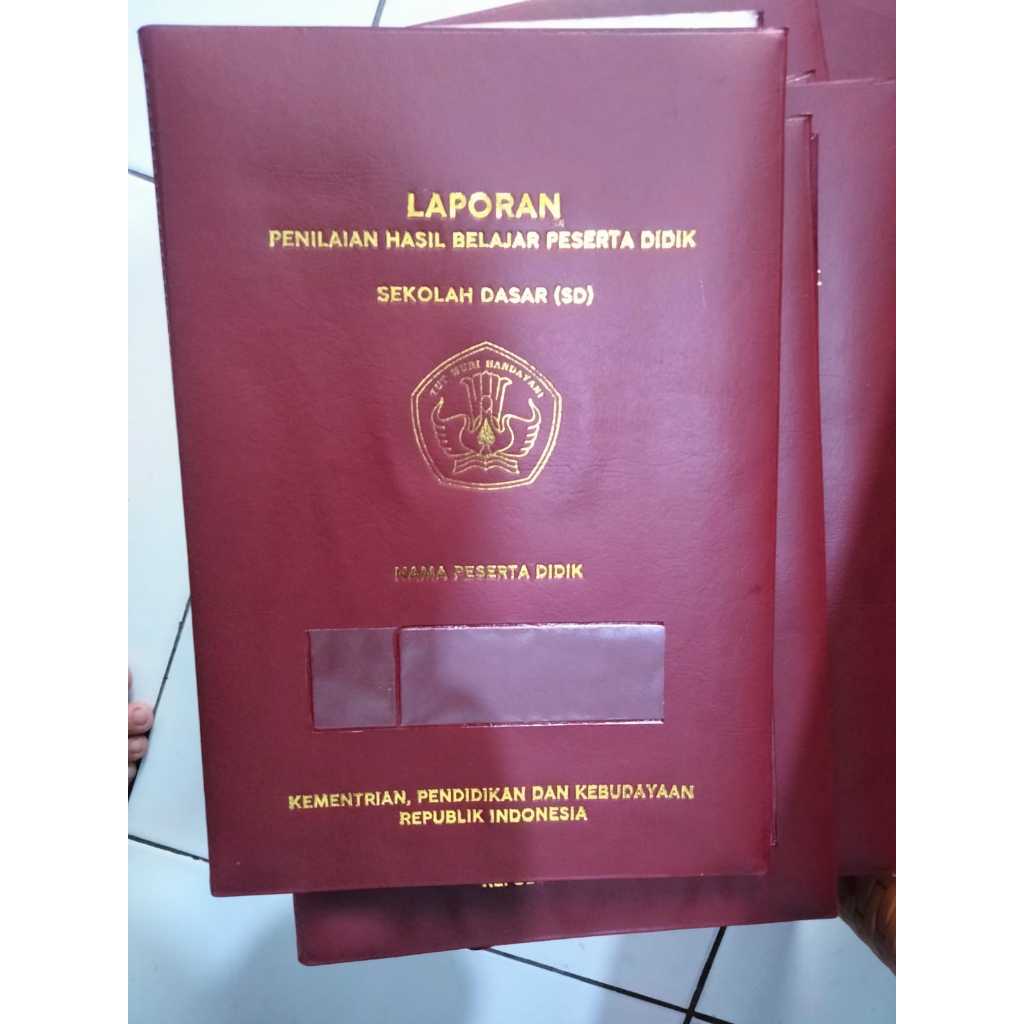 LAPORAN
PENILAIAN HASIL BELAJAR PESERTA DIDIK
SEKOLAH DASAR (SD)
TUT WURI HANDAYANI
NAMA PESERTA DIDIK
KEMENTRIAN, PENDIDIKAN DAN KEBUDAYAAN
REPUBLIK INDONESIA